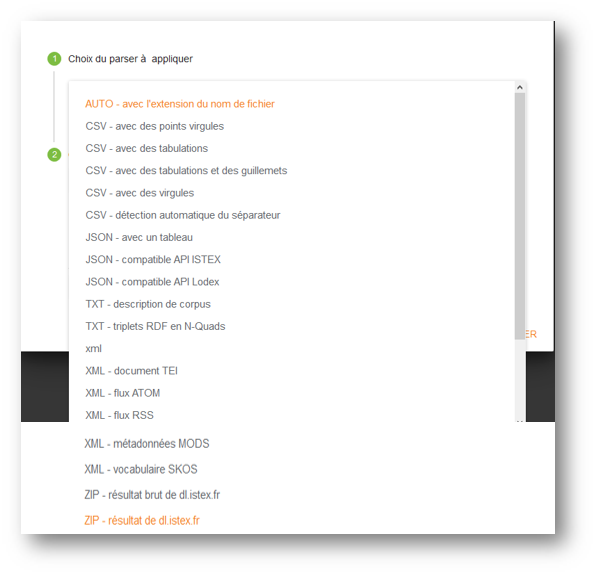 1 Choix du parser à appliquer
AUTO - avec l'extension du nom de fichier
CSV - avec des points virgules
2 CSV - avec des tabulations
CSV - avec des tabulations et des guillemets
CSV - avec des virgules
CSV - détection automatique du séparateur
JSON - avec un tableau
JSON - compatible API ISTEX
JSON - compatible API Lodex
TXT - description de corpus
TXT - triplets RDF en N-Quads
ER
xml
XML - document TEI
XML - flux ATOM
XML - flux RSS
XML - métadonnées MODS
XML - vocabulaire SKOS
ZIP - résultat brut de dl.istex.fr
ZIP - résultat de dl.istex.fr